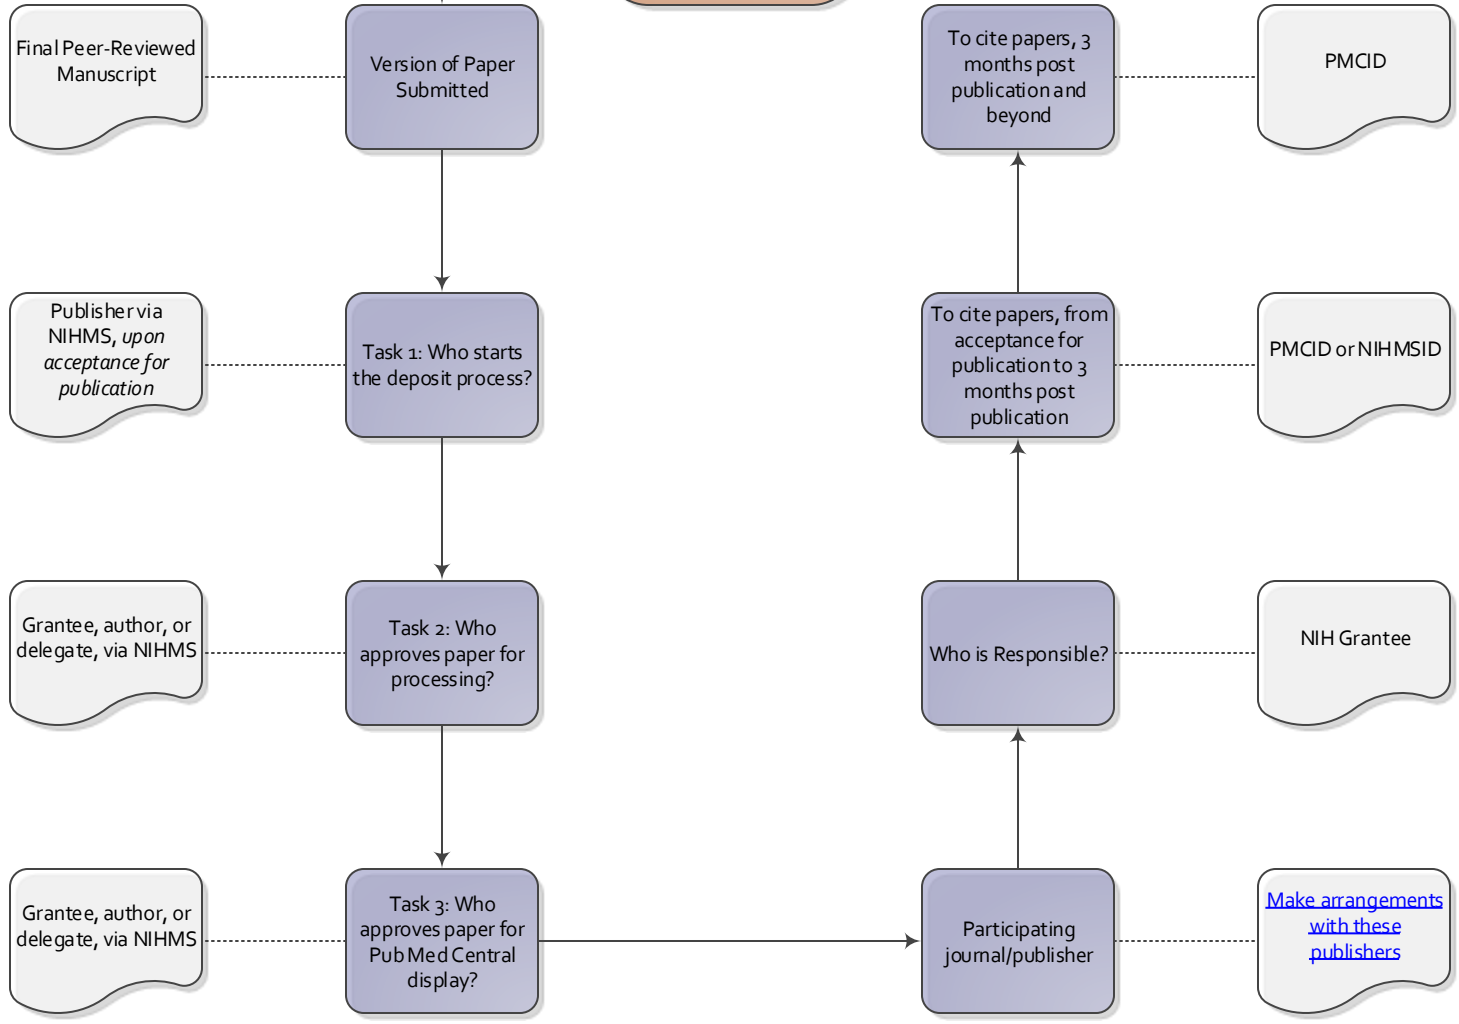 Final Peer-Reviewed
Manuscript
Version of Paper
Submitted
To cite papers, 3
months post
publication and
beyond
PMCID
Publisher via
NIHMS, upon
acceptance for
publication
Task 1: Who starts
the deposit process?
To cite papers, from
acceptance for
publication to 3
months post
publication
PMCID or NIHMSID
Grantee, author, or
delegate, via NIHMS
Task 2: Who
approves paper for
processing?
Who is Responsible?
NIH Grantee
Grantee, author, or
delegate, via NIHMS
Task 3: Who
approves paper for
Pub Med Central
display?
Participating
journal/publisher
Make arrangements
with these
publishers